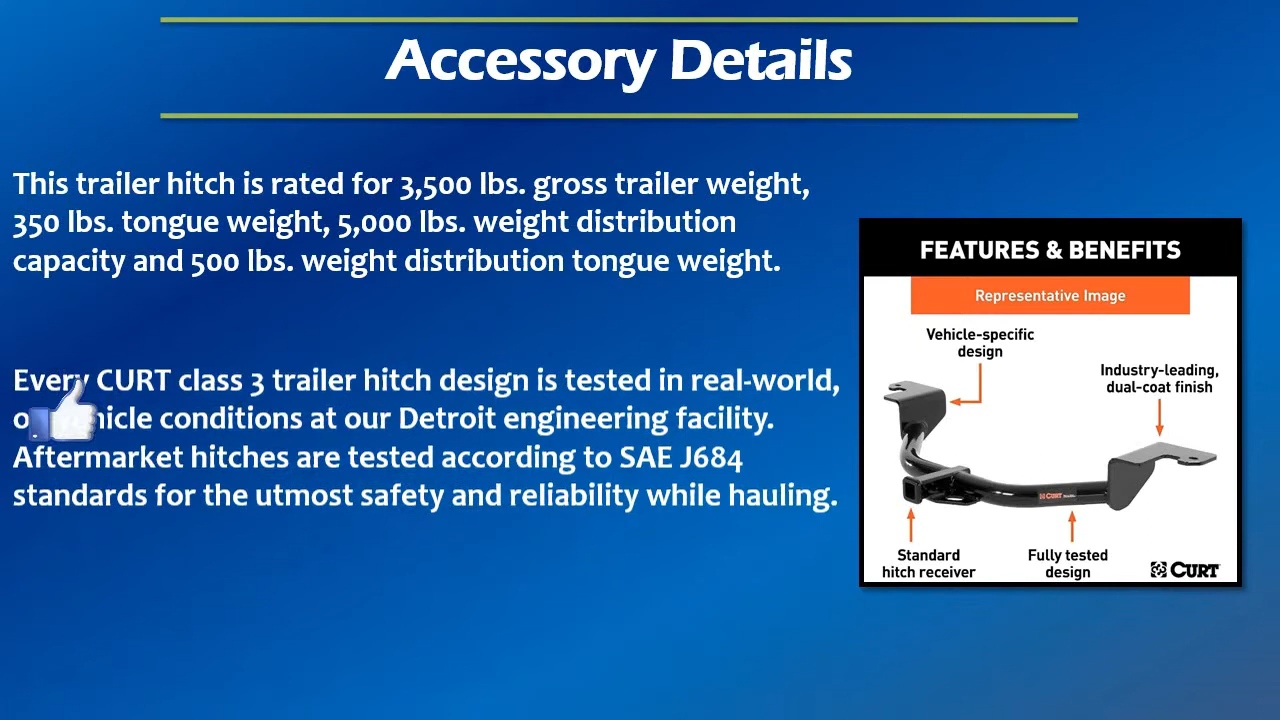 Accessory Details
This trailer hitch is rated for 3,500 lbs. gross trailer weight,
350 lbs. tongue weight, 5,000 lbs. weight distribution
capacity and 500 lbs. weight distribution tongue weight.
Every CURT class 3 trailer hitch design is tested in real-world,
conditions at our Detroit engineering facility.
Aftermarket hitches are tested according to SAE J684
standards for the utmost safety and reliability while hauling.
FEATURES & BENEFITS
Representative Image
Vehicle-specific
design
Industry-leading,
dual-coat finish
CURT
Standard
hitch receiver
Fully tested
design
CURT